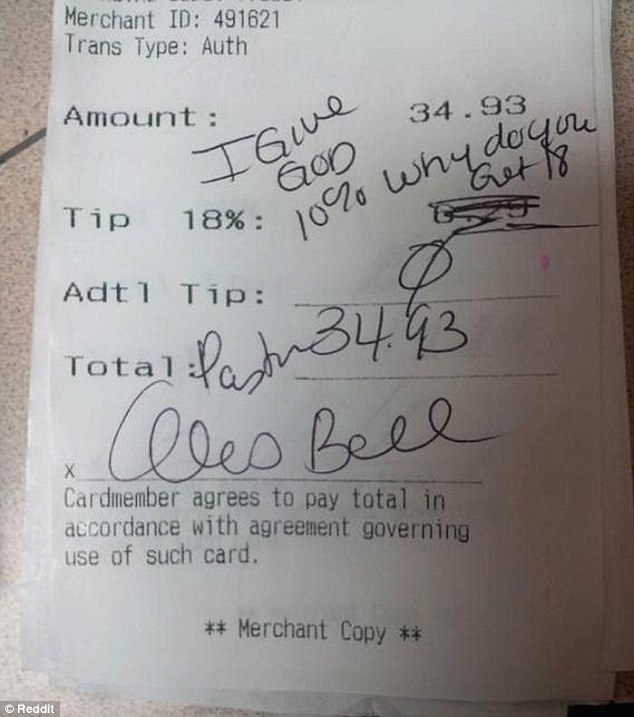 Merchant ID: 491621
Trans Type: Auth
Amount: 34.93
I Give
God
10% Why do you
Get 18
Tip 18%:
Adtl Tip: 0
Total: Pastor 34.93
x Alois Bell
Cardmember agrees to pay total in
accordance with agreement governing
use of such card.
** Merchant Copy **
© Reddit